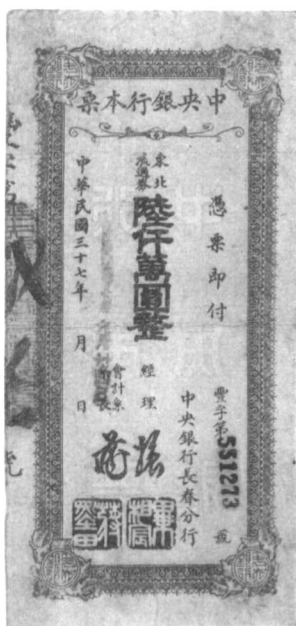 中央銀行本票
憑票即付
豐字第551273號
中央銀行長春分行
東北
流通券
陸仟萬圓整
經理
會計系
中華民國三十七年 月 日